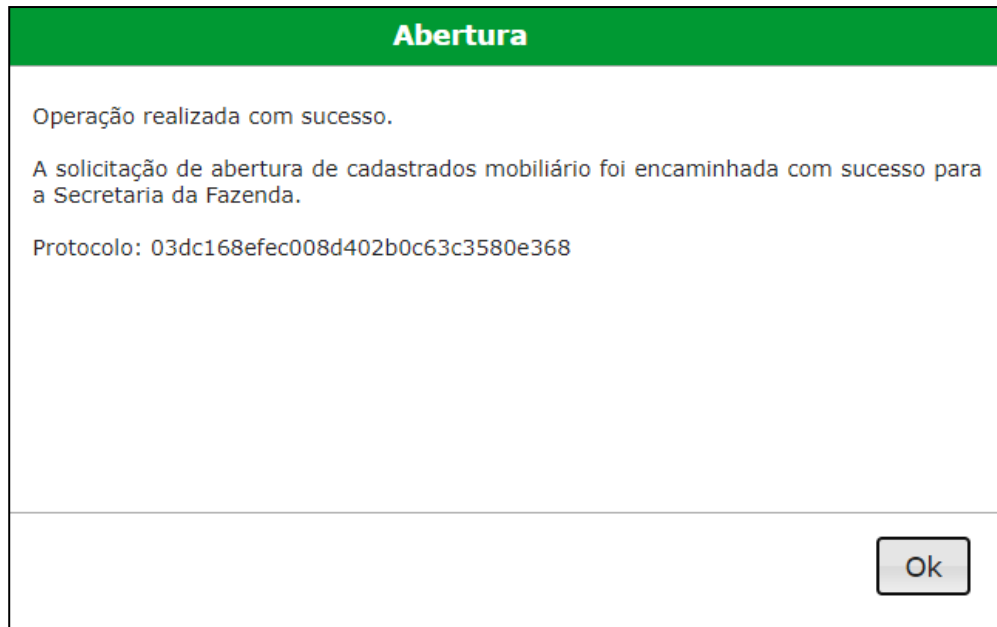 Abertura
Operação realizada com sucesso.
A solicitação de abertura de cadastrados mobiliário foi encaminhada com sucesso para
a Secretaria da Fazenda.
Protocolo: 03dc168efec008d402b0c63c3580e368
Ok